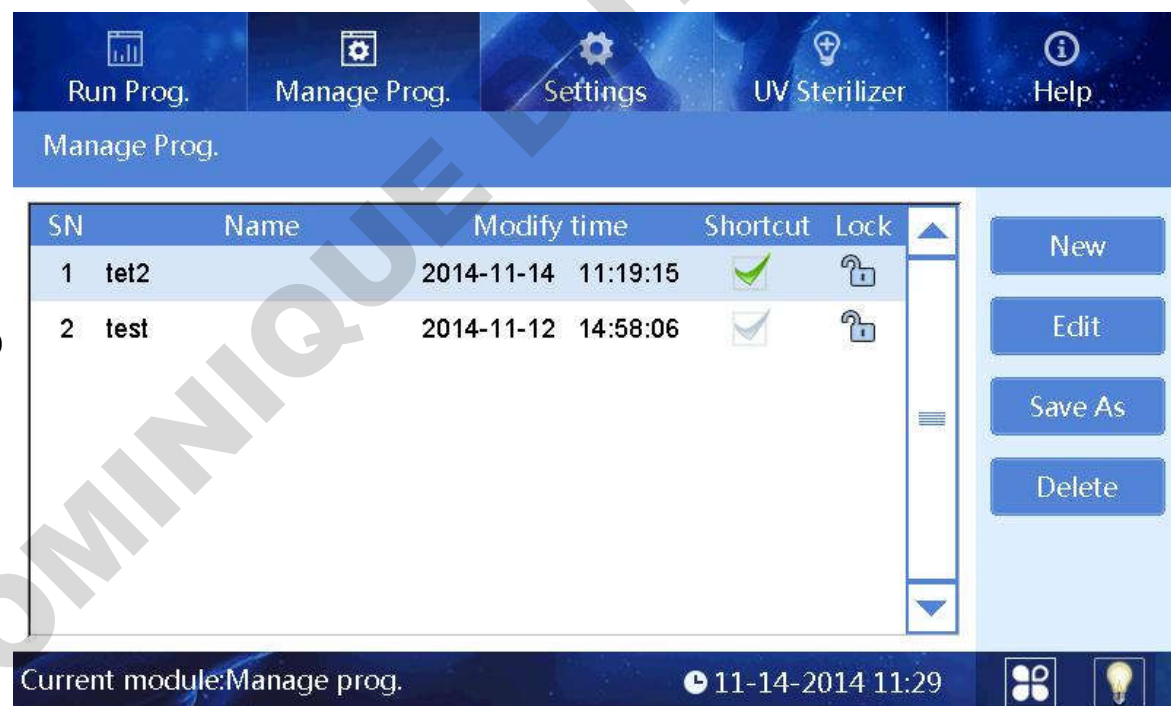 Run Prog. Manage Prog. Settings UV Sterilizer Help
Manage Prog.
SN Name Modify time Shortcut Lock
1 tet2 2014-11-14 11:19:15
2 test 2014-11-12 14:58:06
New
Edit
Save As
Delete
Current module:Manage prog. 11-14-2014 11:29
OMINIQUE